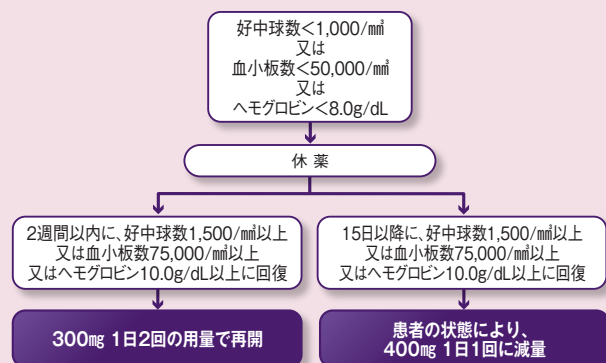 好中球数<1,000/㎣
又は
血小板数<50,000/㎣
又は
ヘモグロビン<8.0g/dL
休 薬
2週間以内に、好中球数1,500/㎣以上
又は血小板数75,000/㎣以上
又はヘモグロビン10.0g/dL以上に回復
15日以降に、好中球数1,500/㎣以上
又は血小板数75,000/㎣以上
又はヘモグロビン10.0g/dL以上に回復
300㎎ 1日2回の用量で再開
患者の状態により、
400㎎ 1日1回に減量